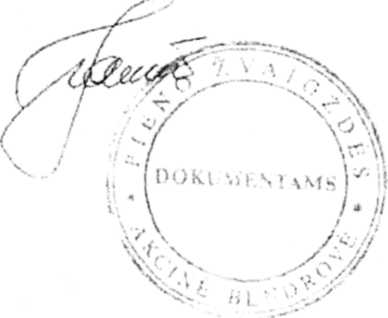 PIENO ŽVAIGŽDĖS
DOKUMENTAMS
AKCINĖ BENDROVĖ